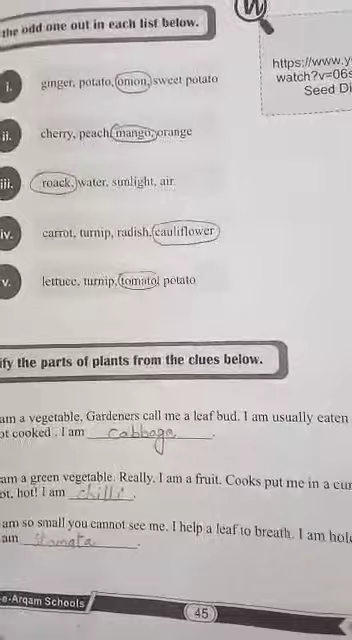 the odd one out in each list below.
https://www.y
watch?v=06s
Seed Di
i. ginger, potato, onion, sweet potato
ii. cherry, peach, mango, orange
iii. roack, water, sunlight, air
iv. carrot, turnip, radish, cauliflower
v. lettuce, turnip, tomato, potato
ify the parts of plants from the clues below.
am a vegetable. Gardeners call me a leaf bud. I am usually eaten
ot cooked. I am cabbaga.
am a green vegetable. Really, I am a fruit. Cooks put me in a cur
ot, hot! I am chilli.
am so small you cannot see me. I help a leaf to breath. I am hole
am Stomata.
e-Arqam Schools
45